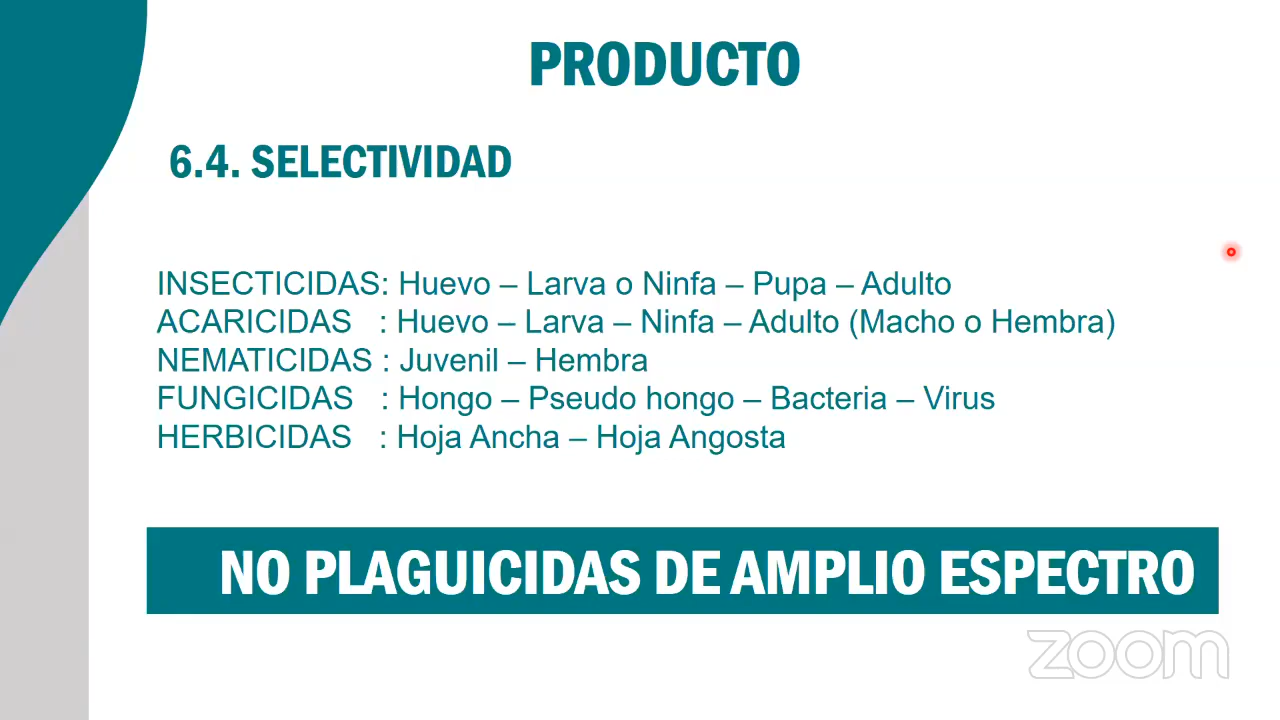 PRODUCTO
6.4. SELECTIVIDAD
INSECTICIDAS: Huevo – Larva o Ninfa – Pupa – Adulto
ACARICIDAS : Huevo – Larva – Ninfa – Adulto (Macho o Hembra)
NEMATICIDAS : Juvenil – Hembra
FUNGICIDAS : Hongo – Pseudo hongo – Bacteria – Virus
HERBICIDAS : Hoja Ancha – Hoja Angosta
NO PLAGUICIDAS DE AMPLIO ESPECTRO
zoom